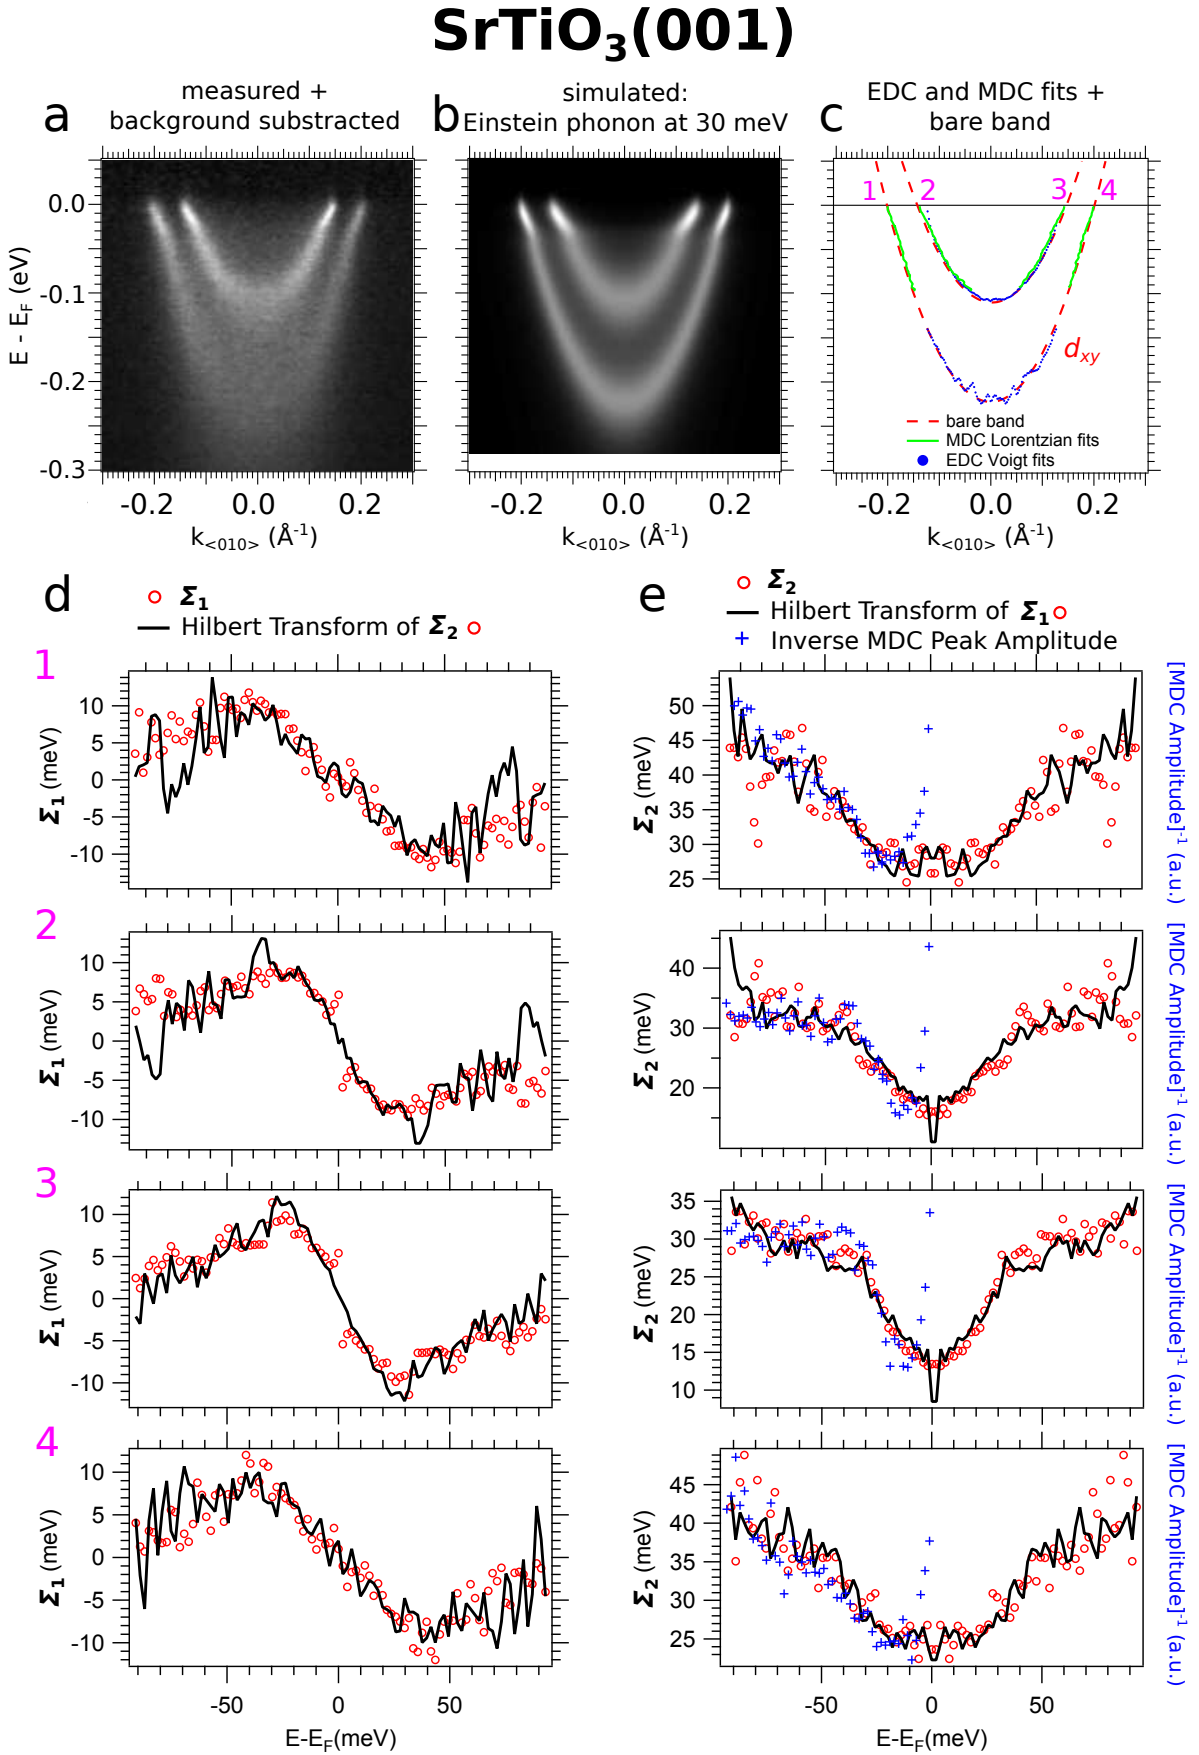 SrTiO₃(001)
a
measured +
background substracted
b
simulated:
Einstein phonon at 30 meV
c
EDC and MDC fits +
bare band
E - E_F (eV)
0.0
-0.1
-0.2
-0.3
-0.2 0.0 0.2
k<010> (Å⁻¹)
-0.2 0.0 0.2
k<010> (Å⁻¹)
1 2 3 4
d_xy
bare band
MDC Lorentzian fits
EDC Voigt fits
-0.2 0.0 0.2
k<010> (Å⁻¹)
d
Σ₁
Hilbert Transform of Σ₂
e
Σ₂
Hilbert Transform of Σ₁
Inverse MDC Peak Amplitude
1
Σ₁ (meV)
10
5
0
-5
-10
Σ₂ (meV)
50
45
40
35
30
25
[MDC Amplitude]⁻¹ (a.u.)
2
Σ₁ (meV)
10
5
0
-5
-10
Σ₂ (meV)
40
30
20
[MDC Amplitude]⁻¹ (a.u.)
3
Σ₁ (meV)
10
5
0
-5
-10
Σ₂ (meV)
35
30
25
20
15
10
-50 0 50
[MDC Amplitude]⁻¹ (a.u.)
4
Σ₁ (meV)
10
5
0
-5
-10
-50 0 50
E-E_F(meV)
Σ₂ (meV)
45
40
35
30
25
-50 0 50
E-E_F(meV)
[MDC Amplitude]⁻¹ (a.u.)